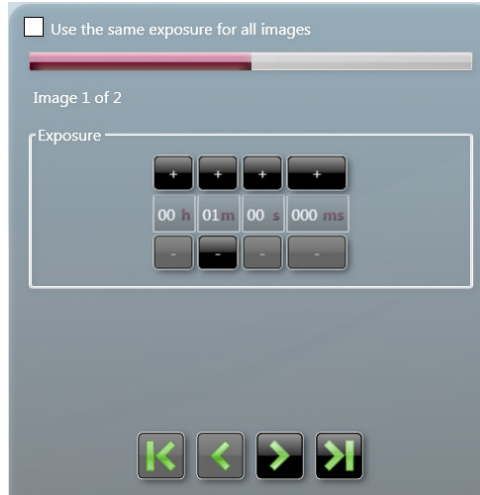 Use the same exposure for all images
Image 1 of 2
Exposure
+ + + +
00 h 01 m 00 s 000 ms
- - - -